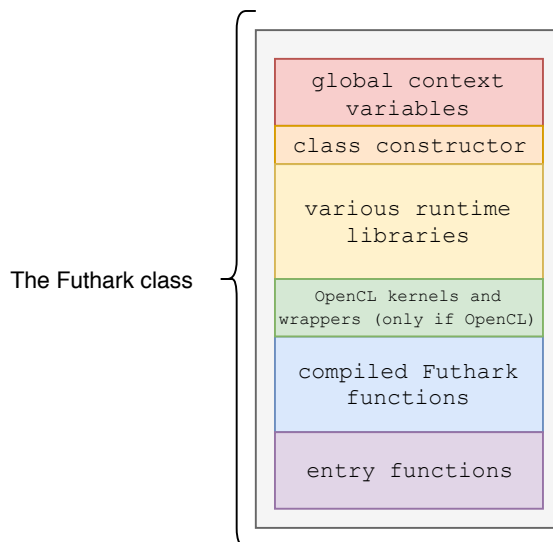 global context
variables
class constructor
various runtime
libraries
The Futhark class
OpenCL kernels and
wrappers (only if OpenCL)
compiled Futhark
functions
entry functions